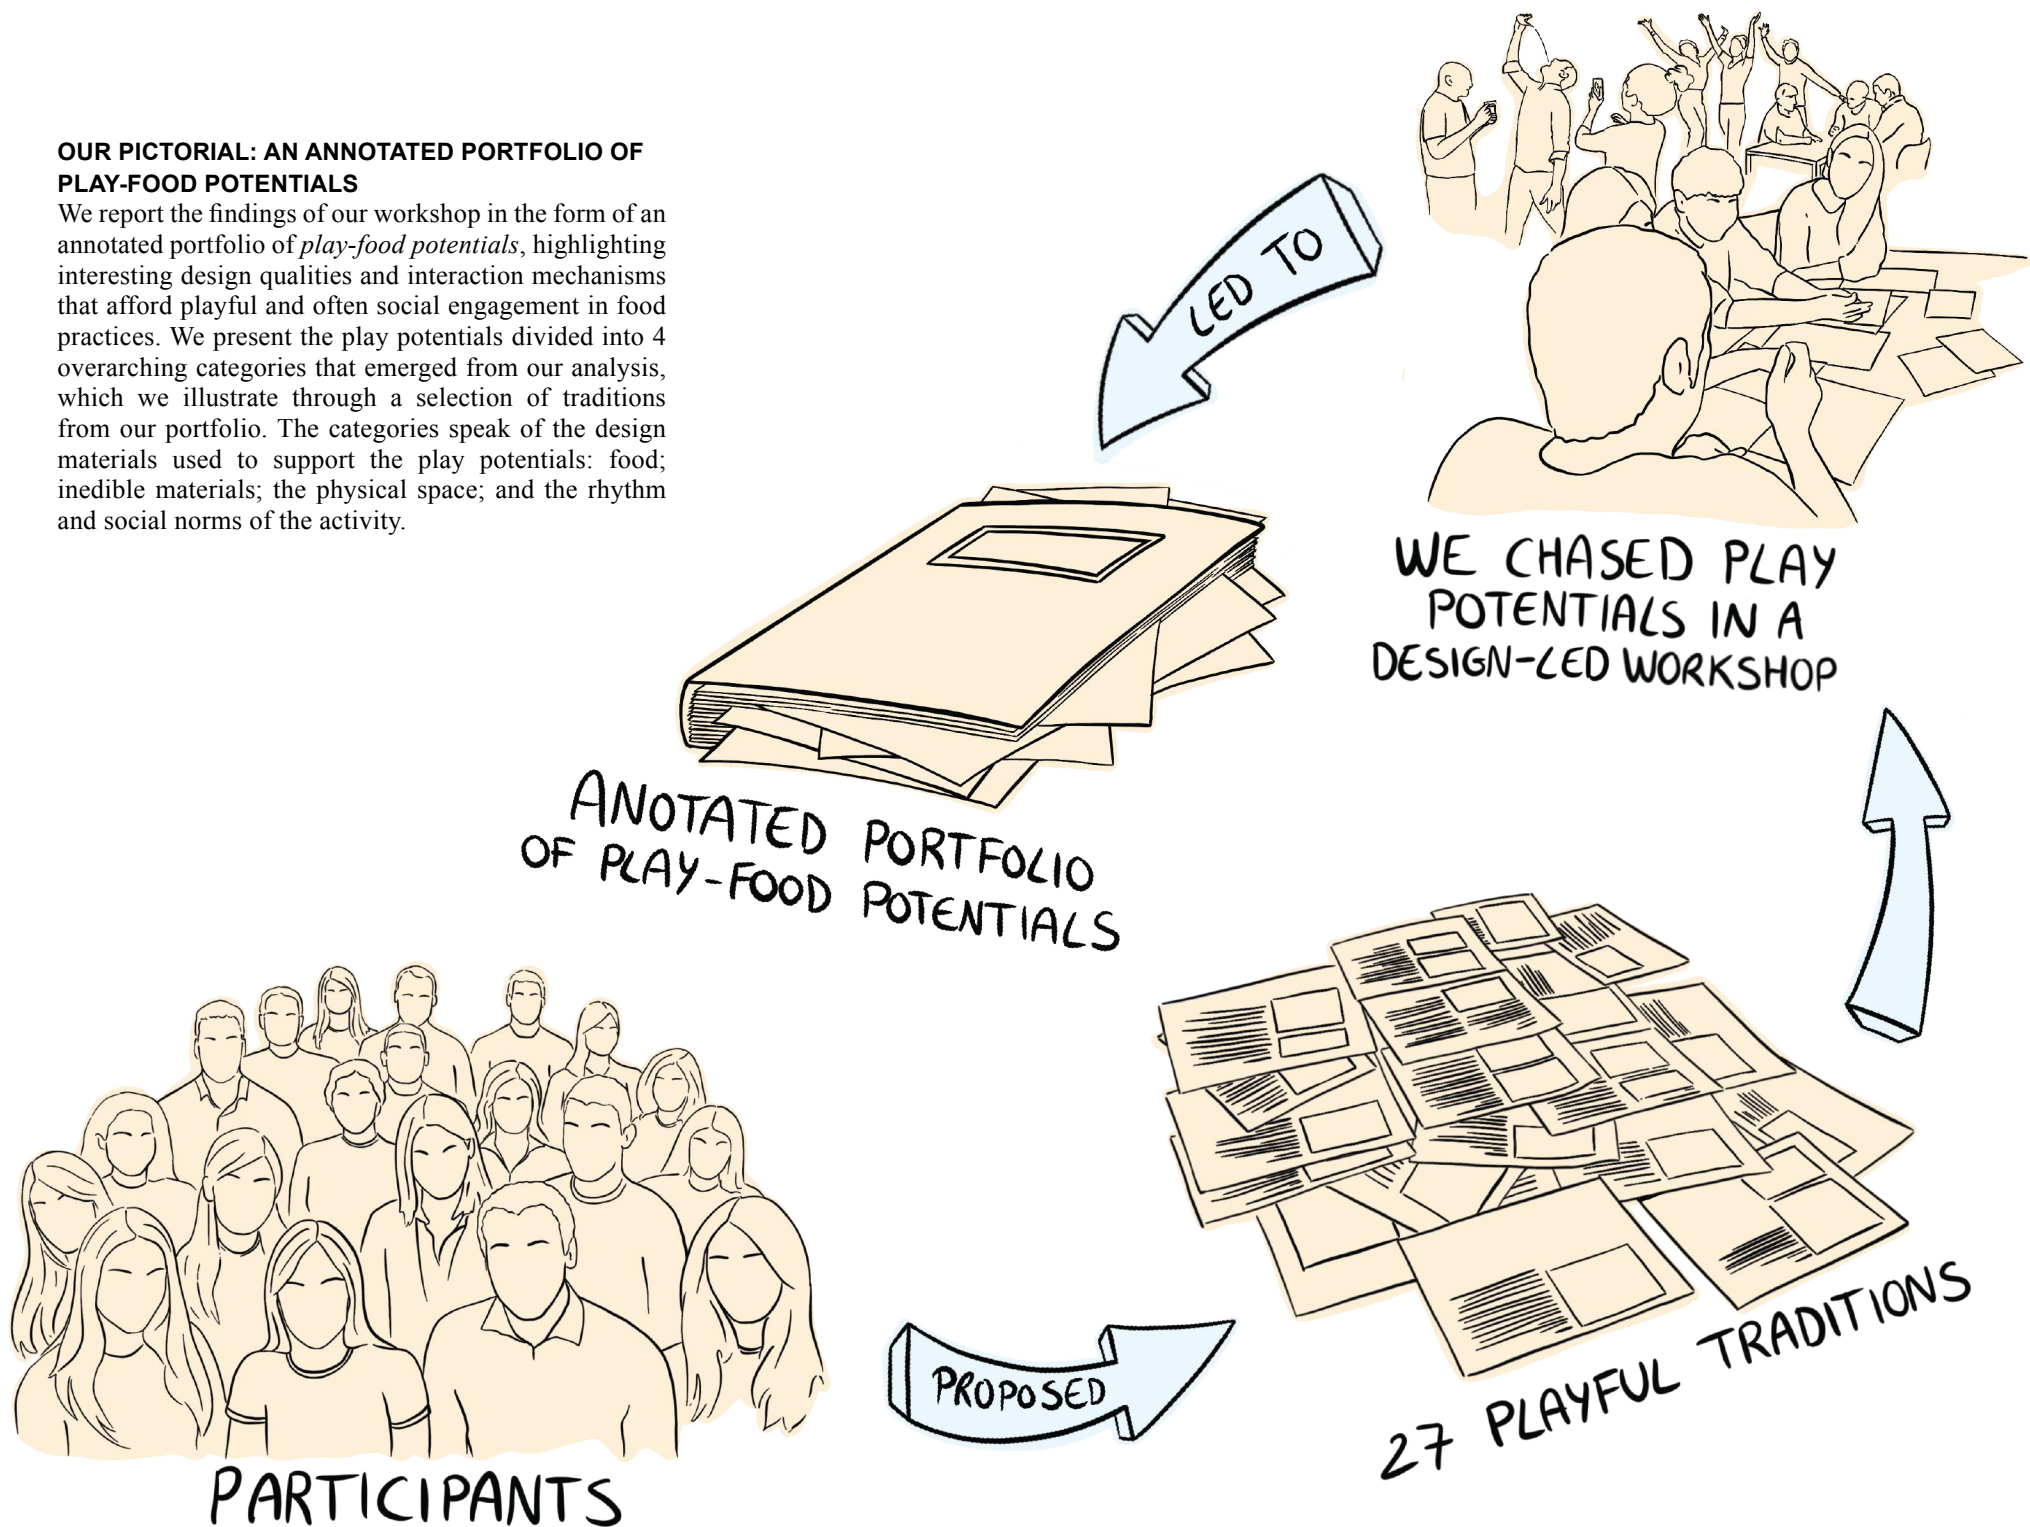 OUR PICTORIAL: AN ANNOTATED PORTFOLIO OF
PLAY-FOOD POTENTIALS
We report the findings of our workshop in the form of an
annotated portfolio of play-food potentials, highlighting
interesting design qualities and interaction mechanisms
that afford playful and often social engagement in food
practices. We present the play potentials divided into 4
overarching categories that emerged from our analysis,
which we illustrate through a selection of traditions
from our portfolio. The categories speak of the design
materials used to support the play potentials: food;
inedible materials; the physical space; and the rhythm
and social norms of the activity.
LED TO
WE CHASED PLAY
POTENTIALS IN A
DESIGN-LED WORKSHOP
ANOTATED PORTFOLIO
OF PLAY-FOOD POTENTIALS
PROPOSED
27 PLAYFUL TRADITIONS
PARTICIPANTS